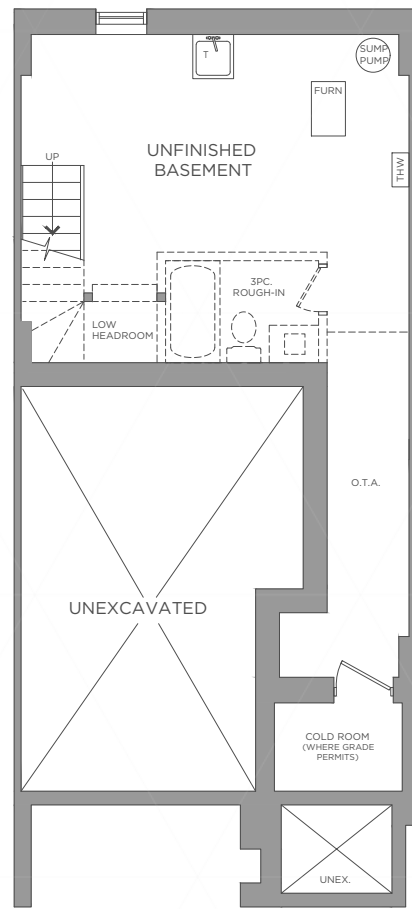 SUMP
PUMP
T
FURN
UNFINISHED
BASEMENT
UP
THW
3PC.
ROUGH-IN
LOW
HEADROOM
O.T.A.
UNEXCAVATED
COLD ROOM
(WHERE GRADE
PERMITS)
UNEX.